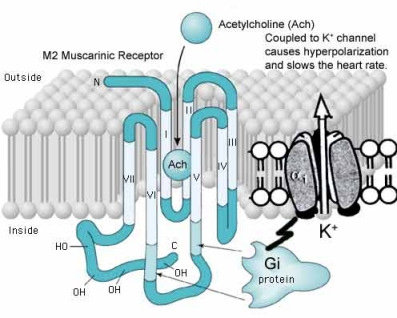 Acetylcholine (Ach)
Coupled to K⁺ channel
causes hyperpolarization
and slows the heart rate.
M2 Muscarinic Receptor
Outside
N
I
II
III
IV
V
VI
VII
Ach
α₁
K⁺
Inside
HO
C
OH
OH
OH
Gi
protein